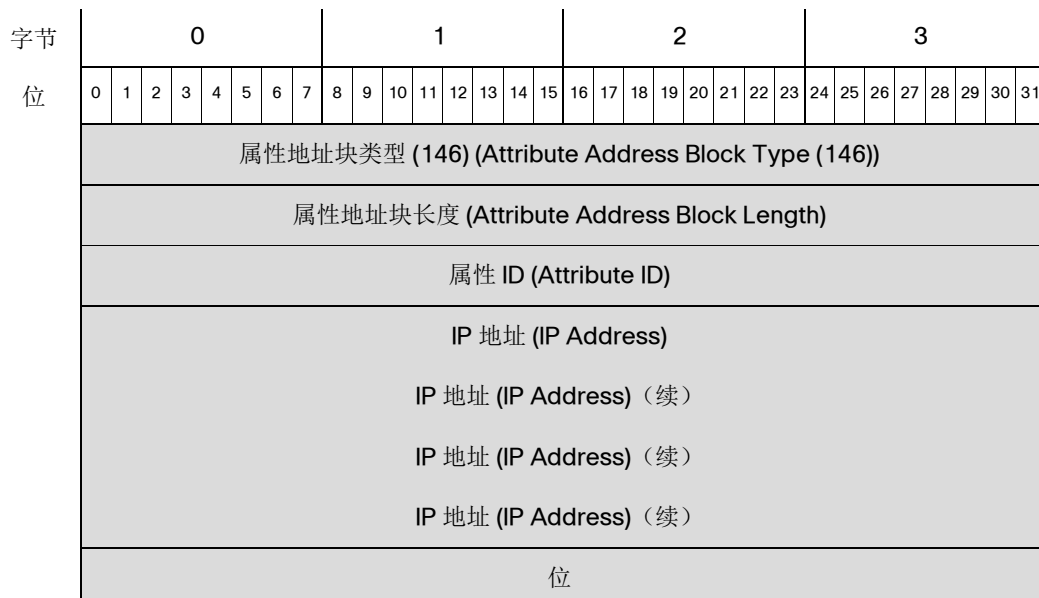 字节 0 1 2 3
位 0 1 2 3 4 5 6 7 8 9 10 11 12 13 14 15 16 17 18 19 20 21 22 23 24 25 26 27 28 29 30 31
属性地址块类型 (146) (Attribute Address Block Type (146))
属性地址块长度 (Attribute Address Block Length)
属性 ID (Attribute ID)
IP 地址 (IP Address)
IP 地址 (IP Address)（续）
IP 地址 (IP Address)（续）
IP 地址 (IP Address)（续）
位